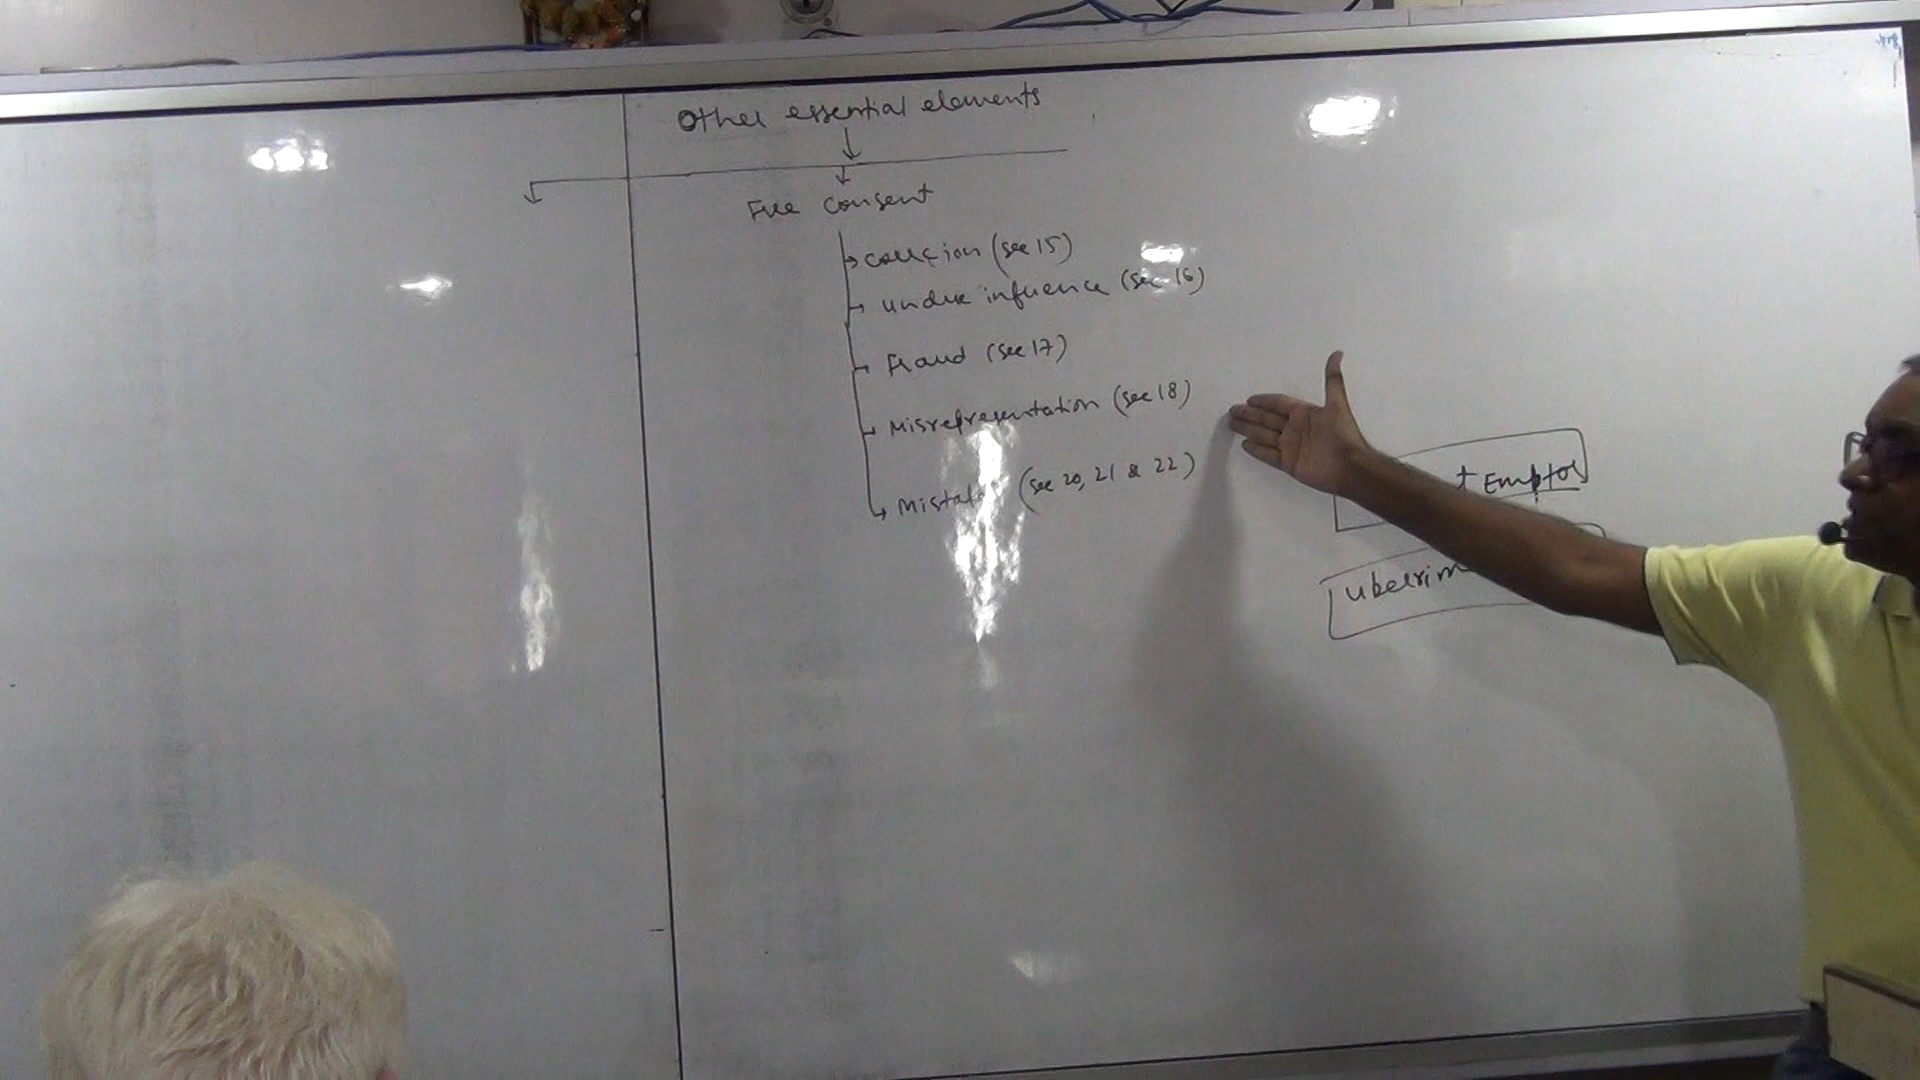 Other essential elements
Free consent
coercion (sec 15)
undue influence (sec 16)
fraud (sec 17)
Misrepresentation (sec 18)
Mistake (sec 20, 21 & 22)
t Emptor
uberrim